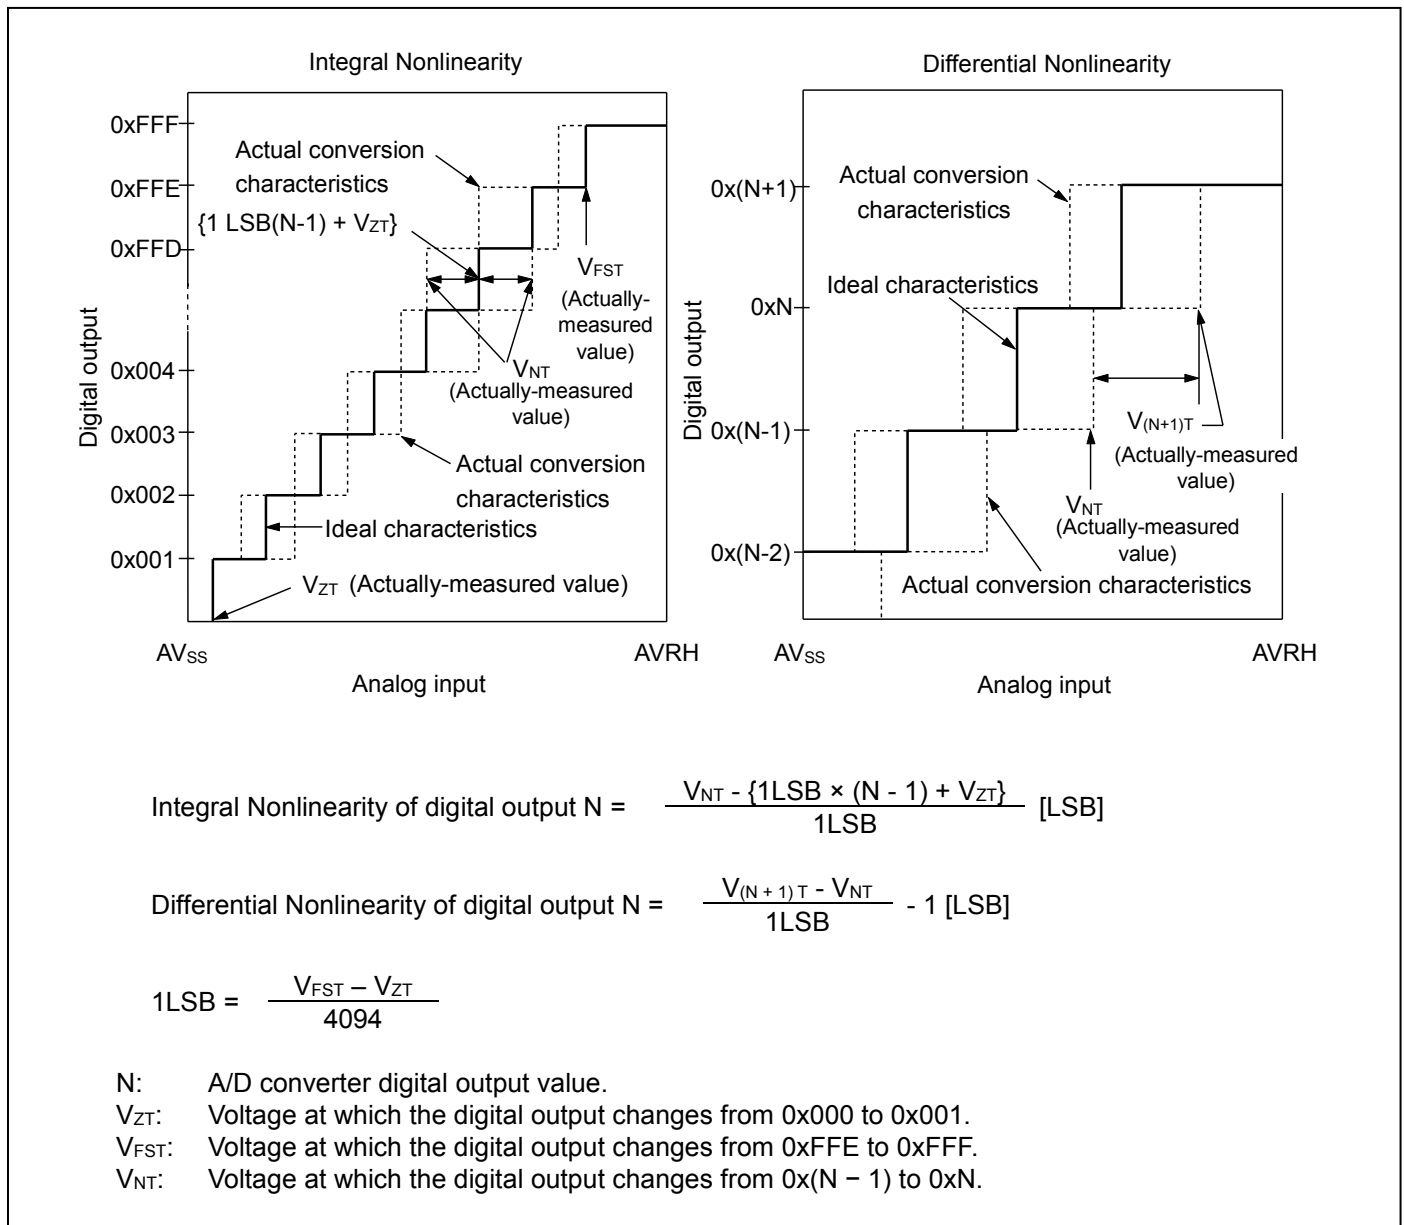 Integral Nonlinearity
0xFFF
0xFFE
0xFFD
0x004
0x003
0x002
0x001
Digital output
Actual conversion
characteristics
{1 LSB(N-1) + VZT}
VFST
(Actually-
measured
value)
VNT
(Actually-measured
value)
Actual conversion
characteristics
Ideal characteristics
VZT (Actually-measured value)
AVSS
AVRH
Analog input
Differential Nonlinearity
0x(N+1)
0xN
0x(N-1)
0x(N-2)
Digital output
Actual conversion
characteristics
Ideal characteristics
V(N+1)T
(Actually-measured
value)
VNT
(Actually-measured
value)
Actual conversion characteristics
AVSS
AVRH
Analog input
Integral Nonlinearity of digital output N =
VNT - {1LSB × (N - 1) + VZT}
1LSB
[LSB]
Differential Nonlinearity of digital output N =
V(N + 1) T - VNT
1LSB
- 1 [LSB]
1LSB =
VFST – VZT
4094
N: A/D converter digital output value.
VZT: Voltage at which the digital output changes from 0x000 to 0x001.
VFST: Voltage at which the digital output changes from 0xFFE to 0xFFF.
VNT: Voltage at which the digital output changes from 0x(N − 1) to 0xN.